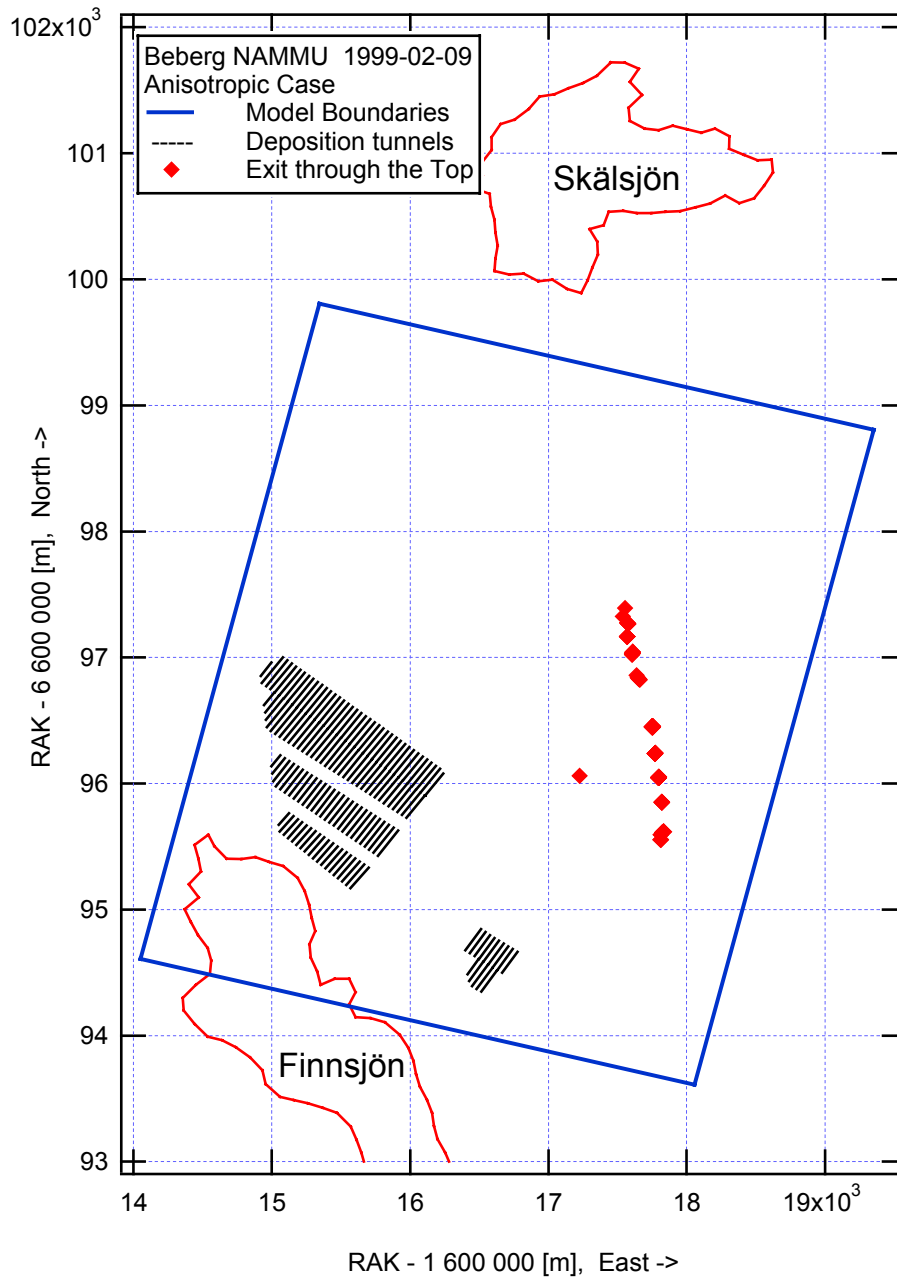 102x10³
Beberg NAMMU 1999-02-09
Anisotropic Case
Model Boundaries
Deposition tunnels
Exit through the Top
101
Skälsjön
100
99
98
97
96
95
94
Finnsjön
93
14 15 16 17 18 19x10³
RAK - 6 600 000 [m], North ->
RAK - 1 600 000 [m], East ->